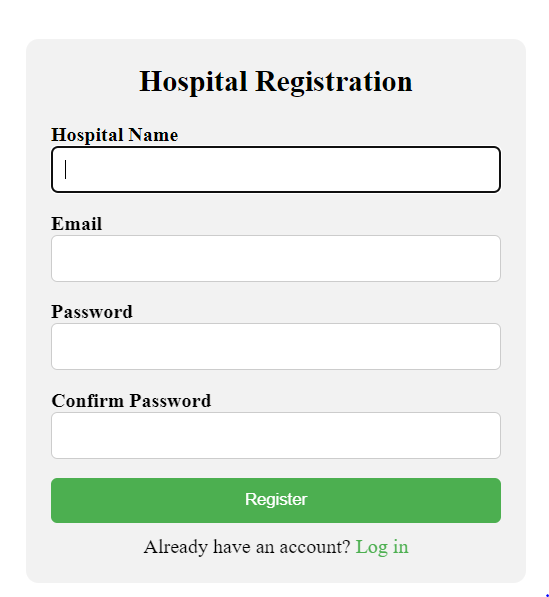 Hospital Registration
Hospital Name
Email
Password
Confirm Password
Register
Already have an account? Log in